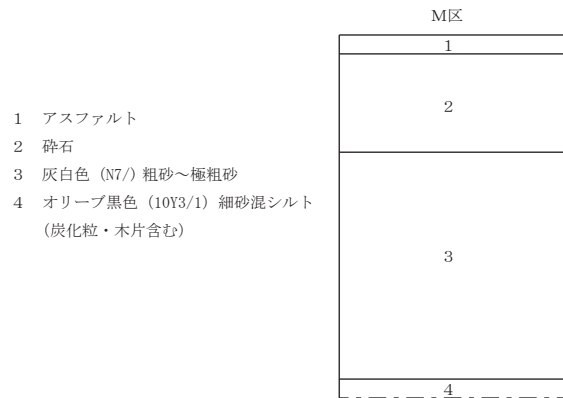 M区
1
2
3
4
1 アスファルト
2 砕石
3 灰白色 (N7/) 粗砂～極粗砂
4 オリーブ黒色 (10Y3/1) 細砂混シルト
(炭化粒・木片含む)